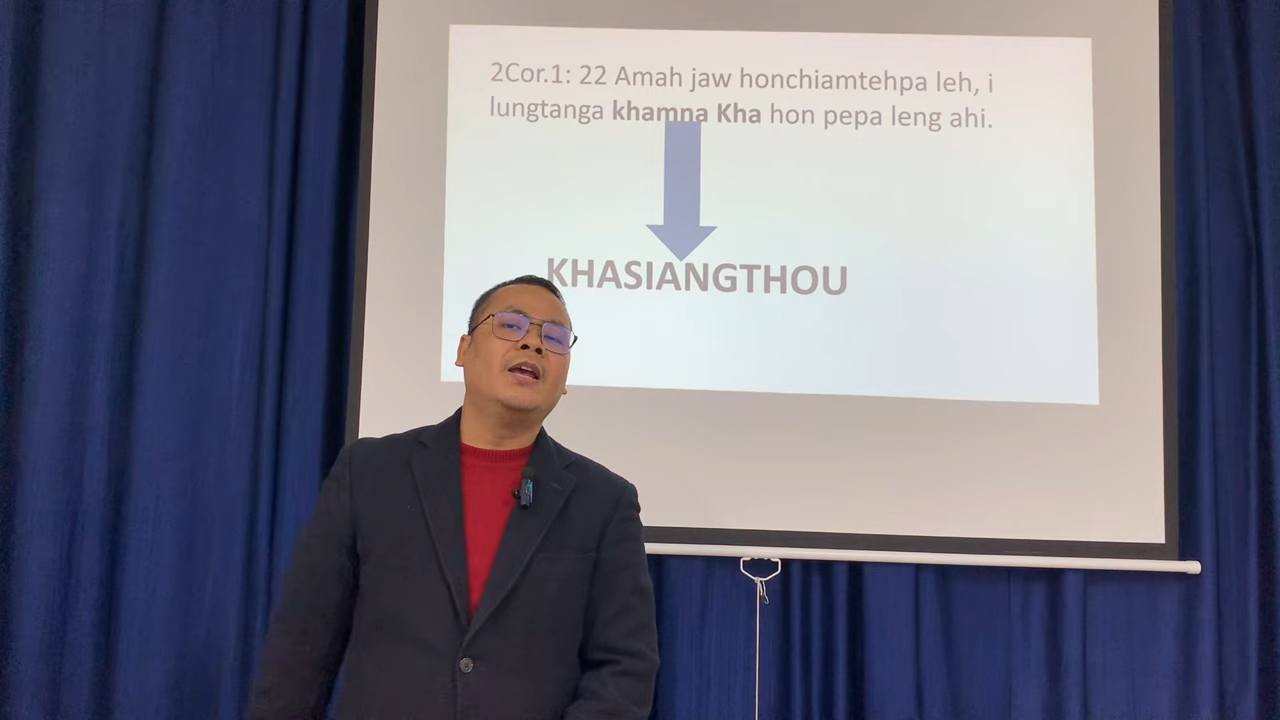 2Cor.1: 22 Amah jaw honchiamtehpa leh, i
lungtanga khamna Kha hon pepa leng ahi.
KHASIANGTHOU